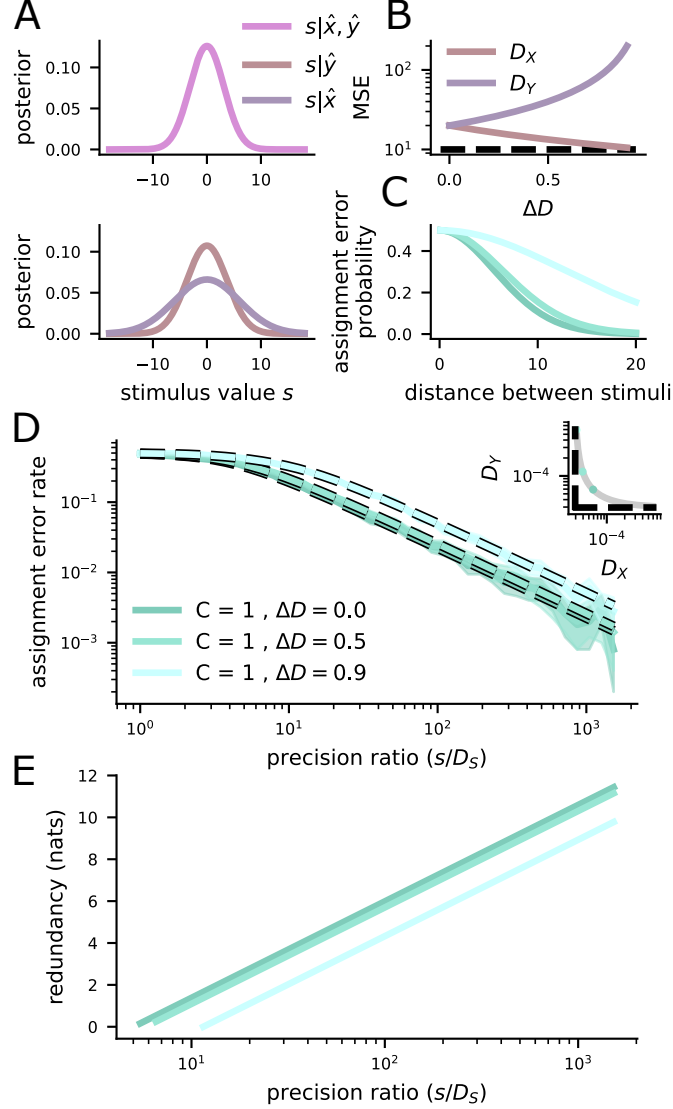 A
posterior
0.10
0.05
0.00
−10
0
10
s|x̂, ŷ
s|ŷ
s|x̂
B
MSE
10²
10¹
0.0
0.5
ΔD
D_X
D_Y
posterior
0.10
0.05
0.00
−10
0
10
stimulus value s
C
assignment error
probability
0.4
0.2
0.0
0
10
20
distance between stimuli
D
assignment error rate
10⁻¹
10⁻²
10⁻³
C = 1 , ΔD = 0.0
C = 1 , ΔD = 0.5
C = 1 , ΔD = 0.9
10⁰
10¹
10²
10³
precision ratio (s/D_S)
D_Y
10⁻⁴
10⁻⁴
D_X
E
redundancy (nats)
12
10
8
6
4
2
0
10¹
10²
10³
precision ratio (s/D_S)